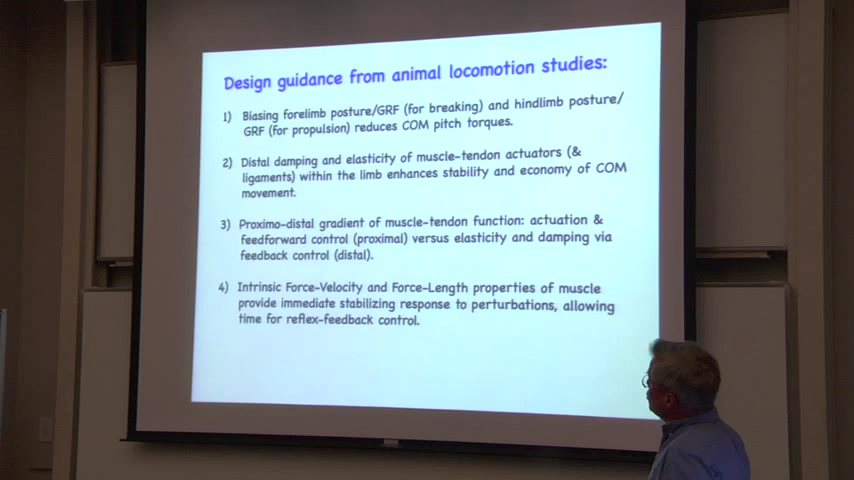 Design guidance from animal locomotion studies:
1) Biasing forelimb posture/GRF (for breaking) and hindlimb posture/
GRF (for propulsion) reduces COM pitch torques.
2) Distal damping and elasticity of muscle-tendon actuators (&
ligaments) within the limb enhances stability and economy of COM
movement.
3) Proximo-distal gradient of muscle-tendon function: actuation &
feedforward control (proximal) versus elasticity and damping via
feedback control (distal).
4) Intrinsic Force-Velocity and Force-Length properties of muscle
provide immediate stabilizing response to perturbations, allowing
time for reflex-feedback control.